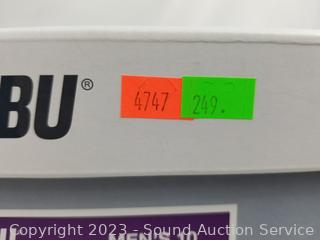 BU®
4747 249.
MEN'S 10
Copyright 2023 - Sound Auction Service